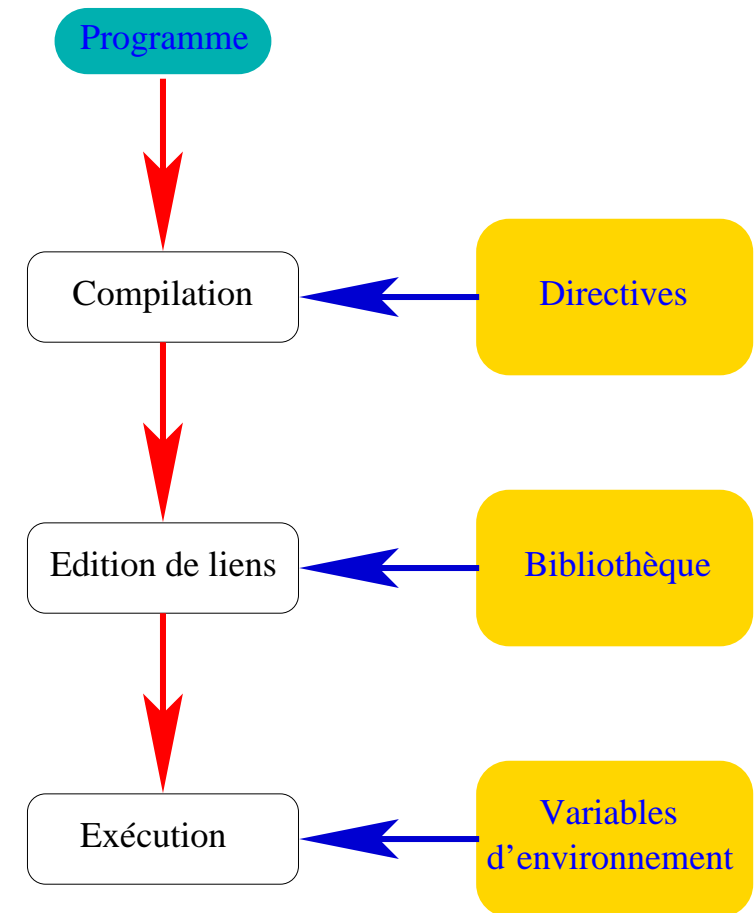 Programme
Compilation
Directives
Edition de liens
Bibliothèque
Exécution
Variables
d'environnement